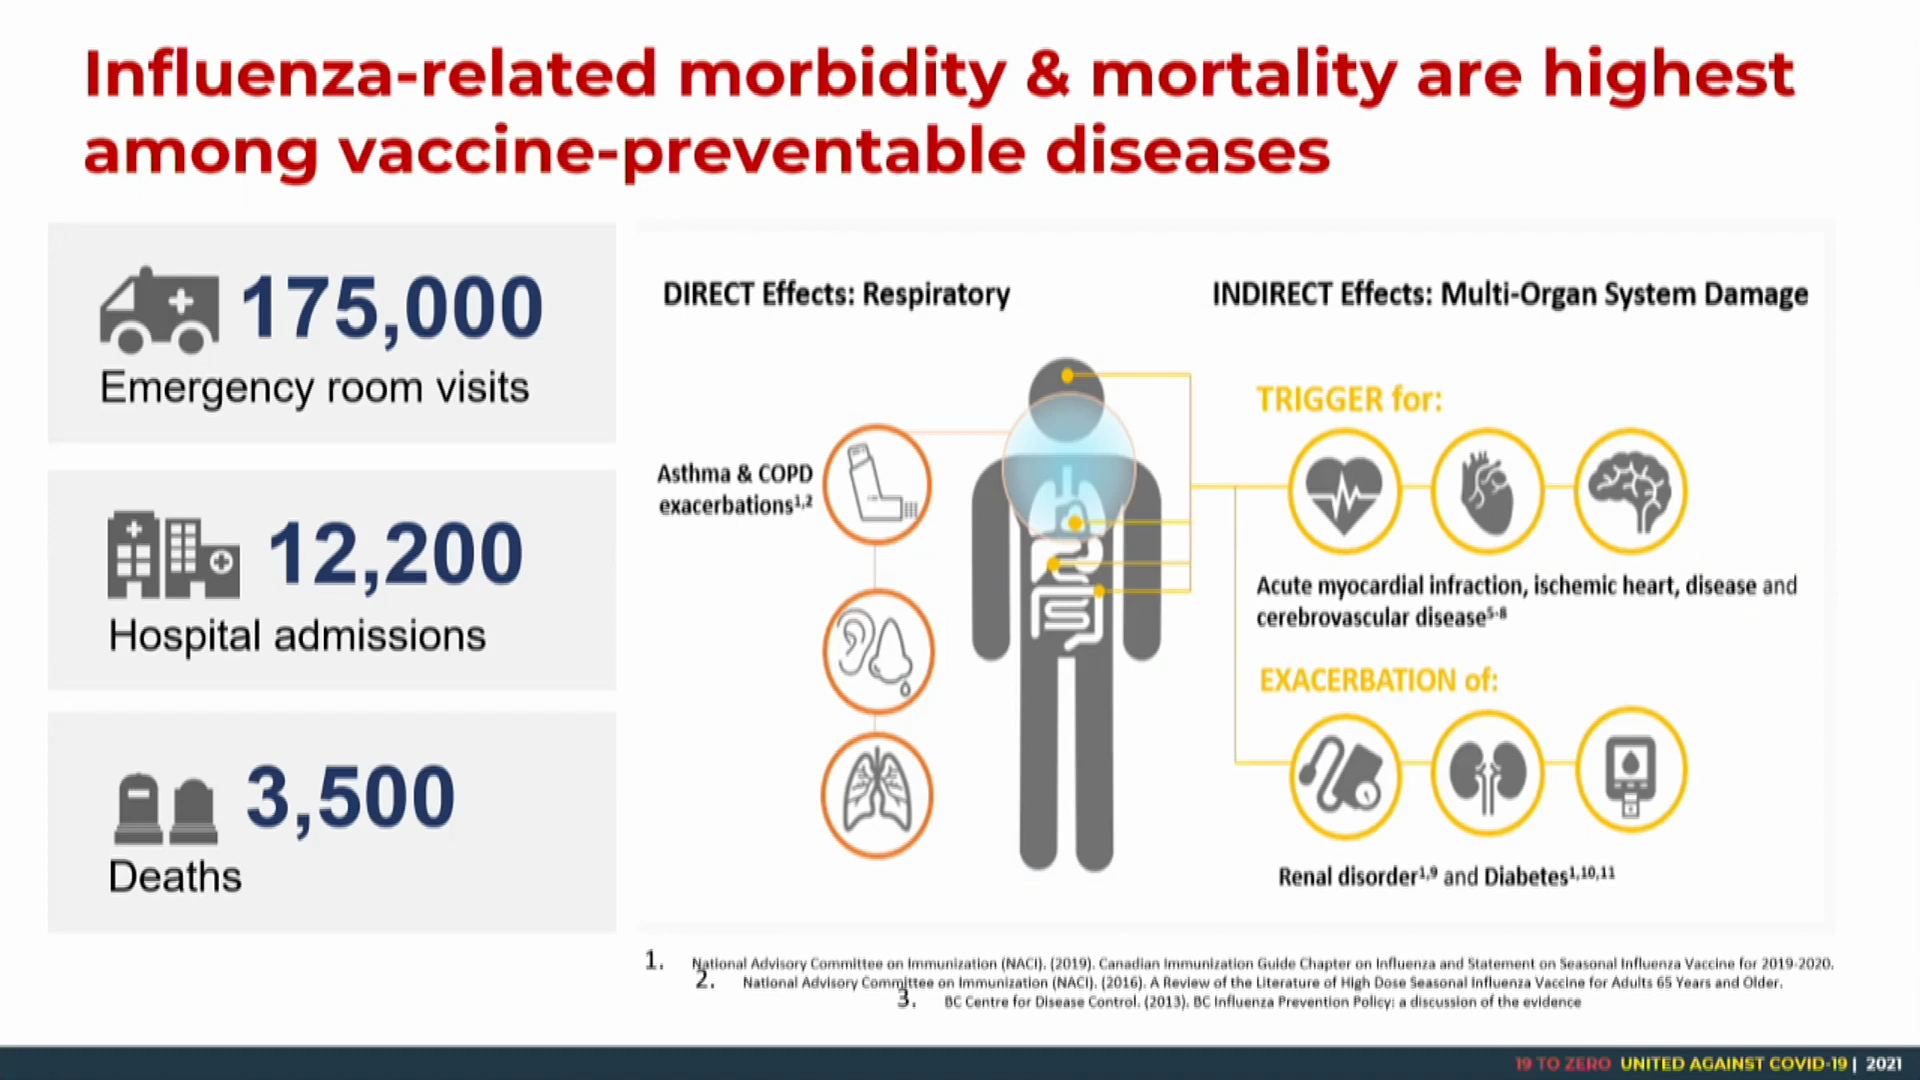 Influenza-related morbidity & mortality are highest
among vaccine-preventable diseases
175,000
Emergency room visits
12,200
Hospital admissions
3,500
Deaths
DIRECT Effects: Respiratory
INDIRECT Effects: Multi-Organ System Damage
Asthma & COPD
exacerbations1,2
TRIGGER for:
Acute myocardial infraction, ischemic heart, disease and
cerebrovascular disease5-8
EXACERBATION of:
Renal disorder1,9 and Diabetes1,10,11
1. National Advisory Committee on Immunization (NACI). (2019). Canadian Immunization Guide Chapter on Influenza and Statement on Seasonal Influenza Vaccine for 2019-2020.
2. National Advisory Committee on Immunization (NACI). (2016). A Review of the Literature of High Dose Seasonal Influenza Vaccine for Adults 65 Years and Older.
3. BC Centre for Disease Control. (2013). BC Influenza Prevention Policy: a discussion of the evidence
19 TO ZERO UNITED AGAINST COVID-19 | 2021